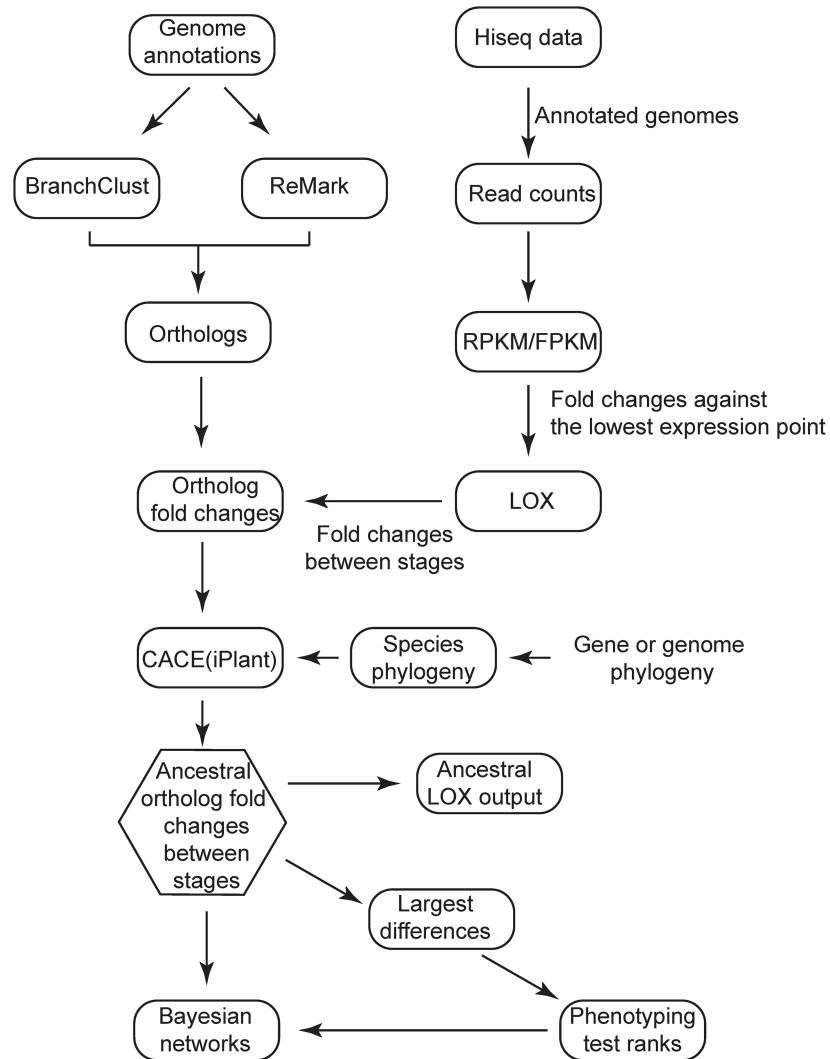 Genome
annotations
Hiseq data
Annotated genomes
BranchClust
ReMark
Read counts
Orthologs
RPKM/FPKM
Fold changes against
the lowest expression point
Ortholog
fold changes
LOX
Fold changes
between stages
CACE(iPlant)
Species
phylogeny
Gene or genome
phylogeny
Ancestral
ortholog fold
changes
between
stages
Ancestral
LOX output
Largest
differences
Bayesian
networks
Phenotyping
test ranks